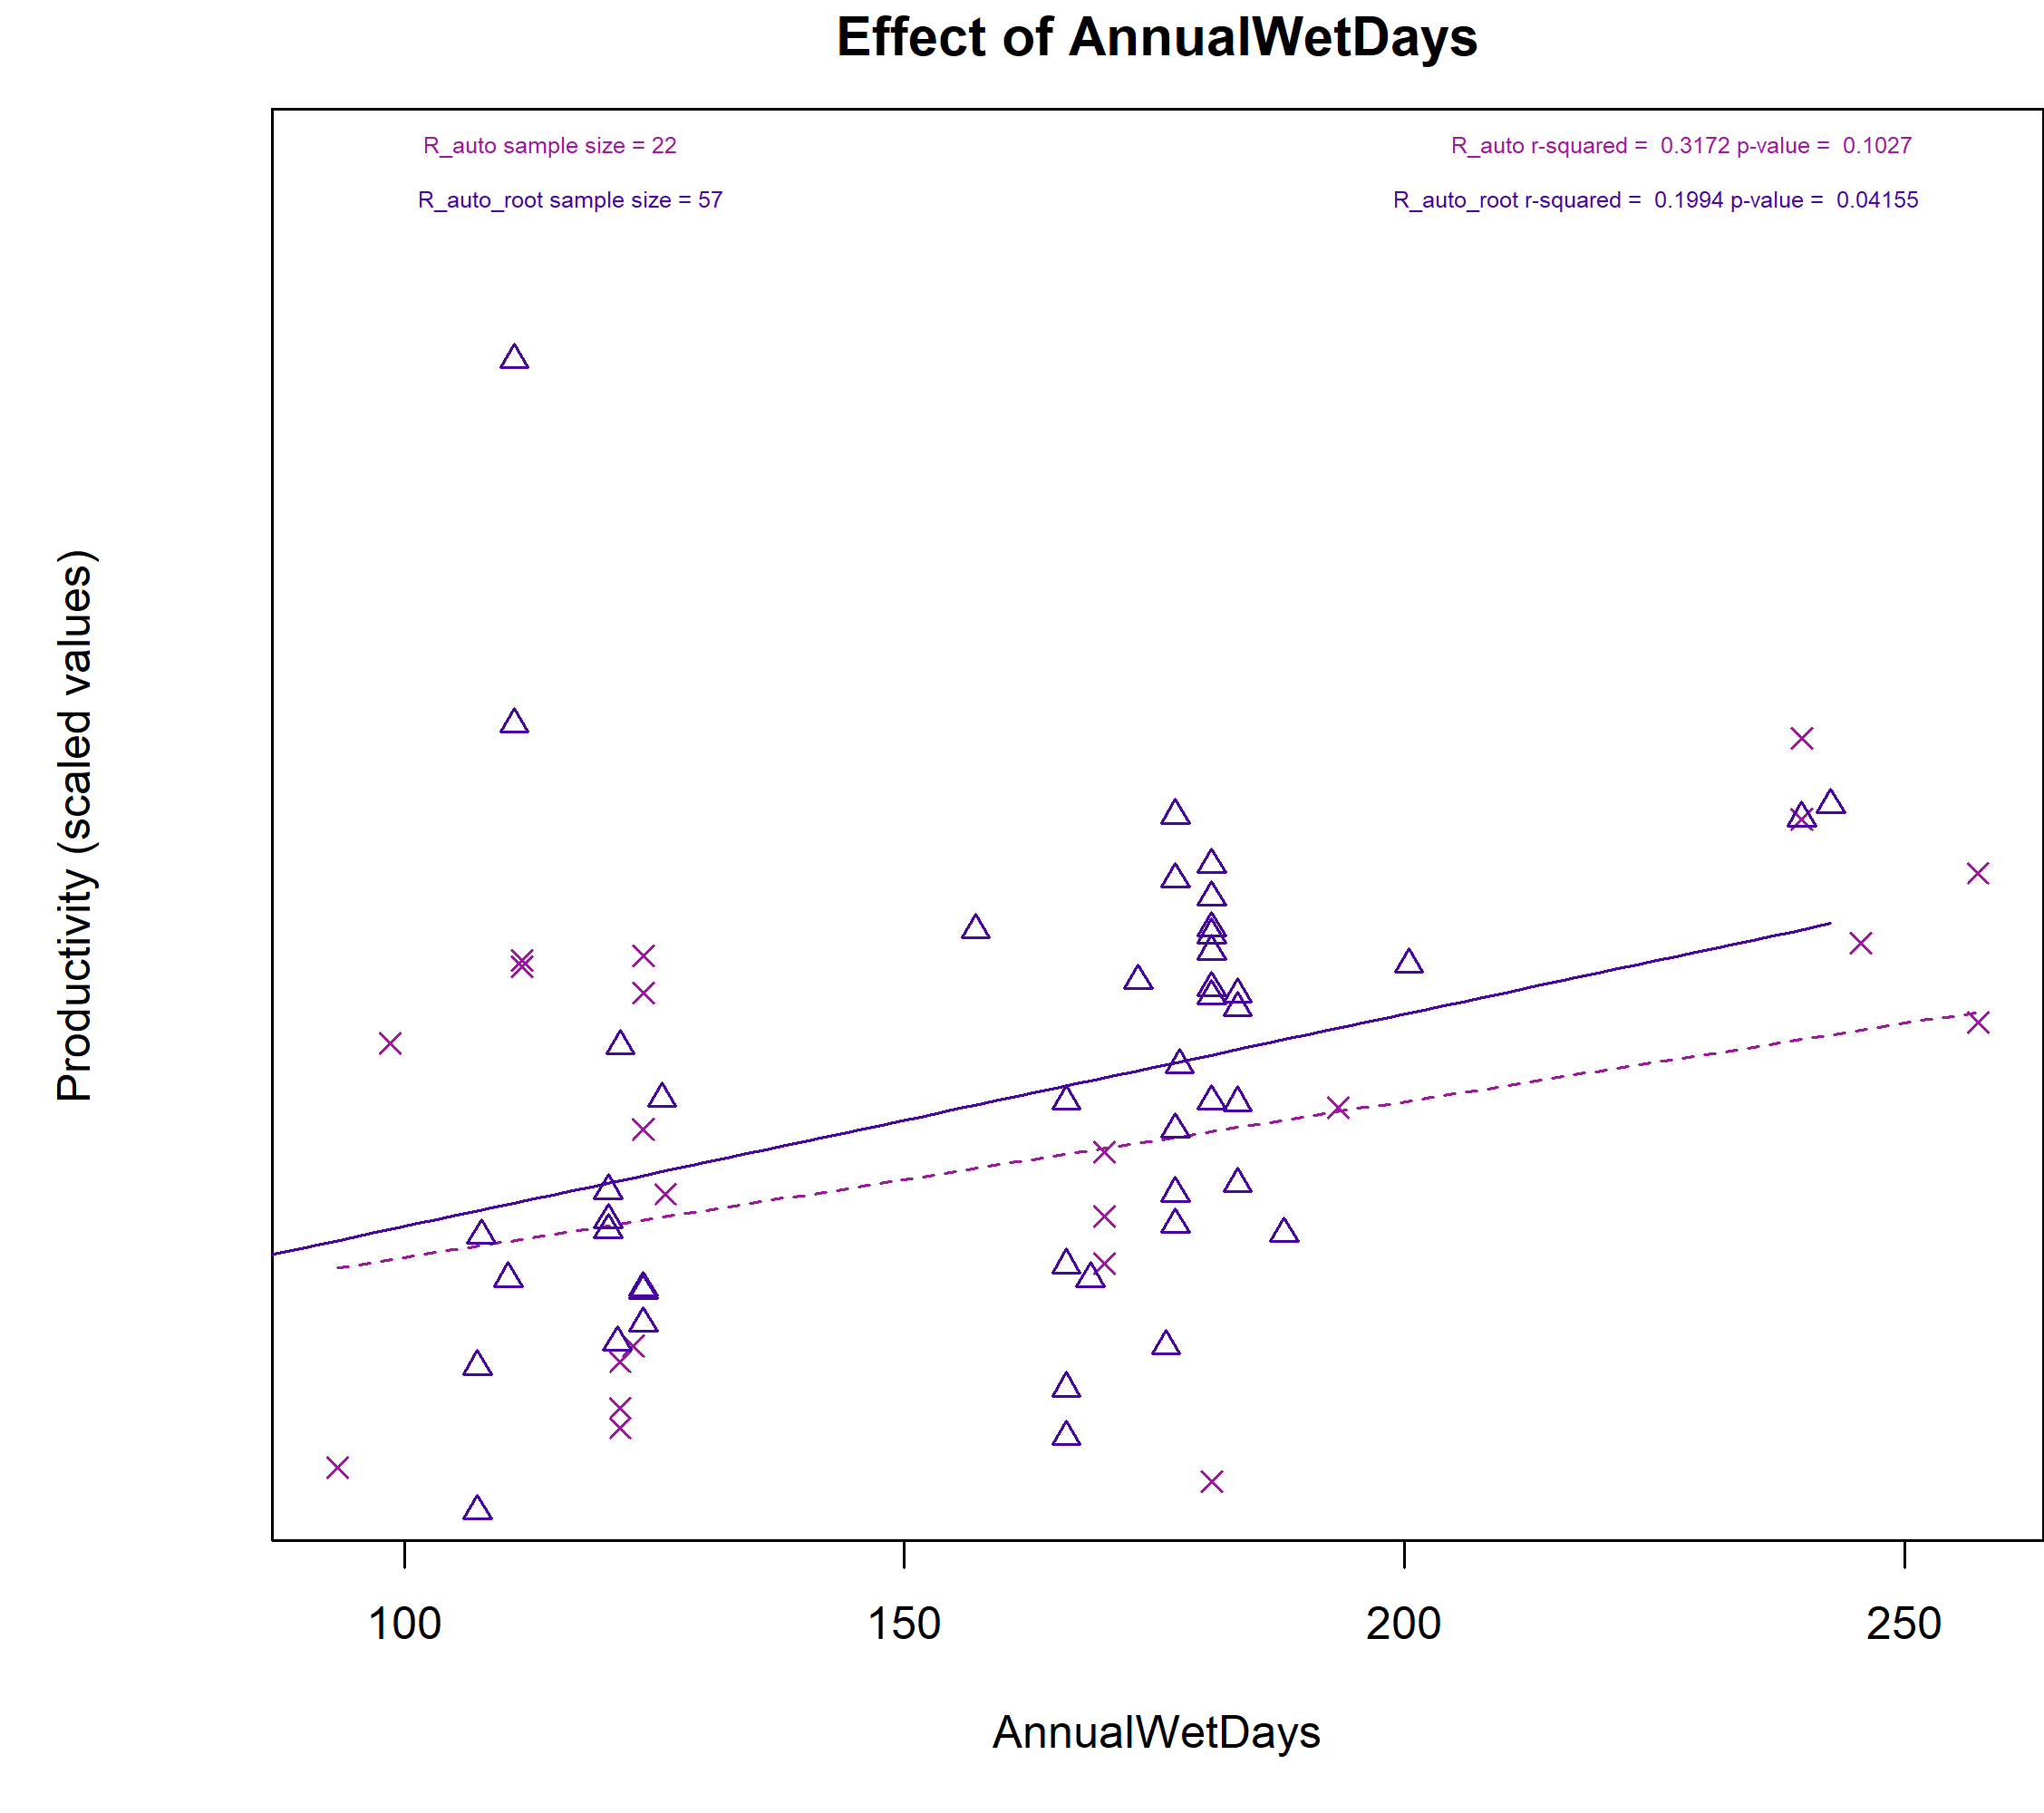 Effect of AnnualWetDays
R_auto sample size = 22
R_auto r-squared =  0.3172 p-value =  0.1027
R_auto_root sample size = 57
R_auto_root r-squared =  0.1994 p-value =  0.04155
Productivity (scaled values)
100
150
200
250
AnnualWetDays